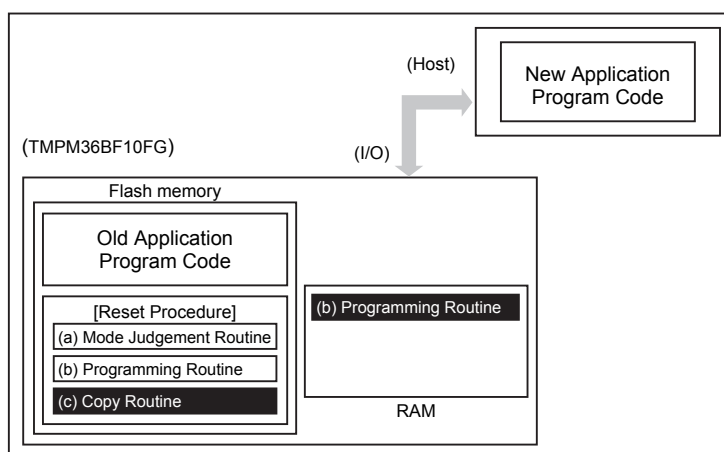 (Host)
New Application
Program Code
(TMPM36BF10FG)
(I/O)
Flash memory
Old Application
Program Code
[Reset Procedure]
(a) Mode Judgement Routine
(b) Programming Routine
(c) Copy Routine
(b) Programming Routine
RAM